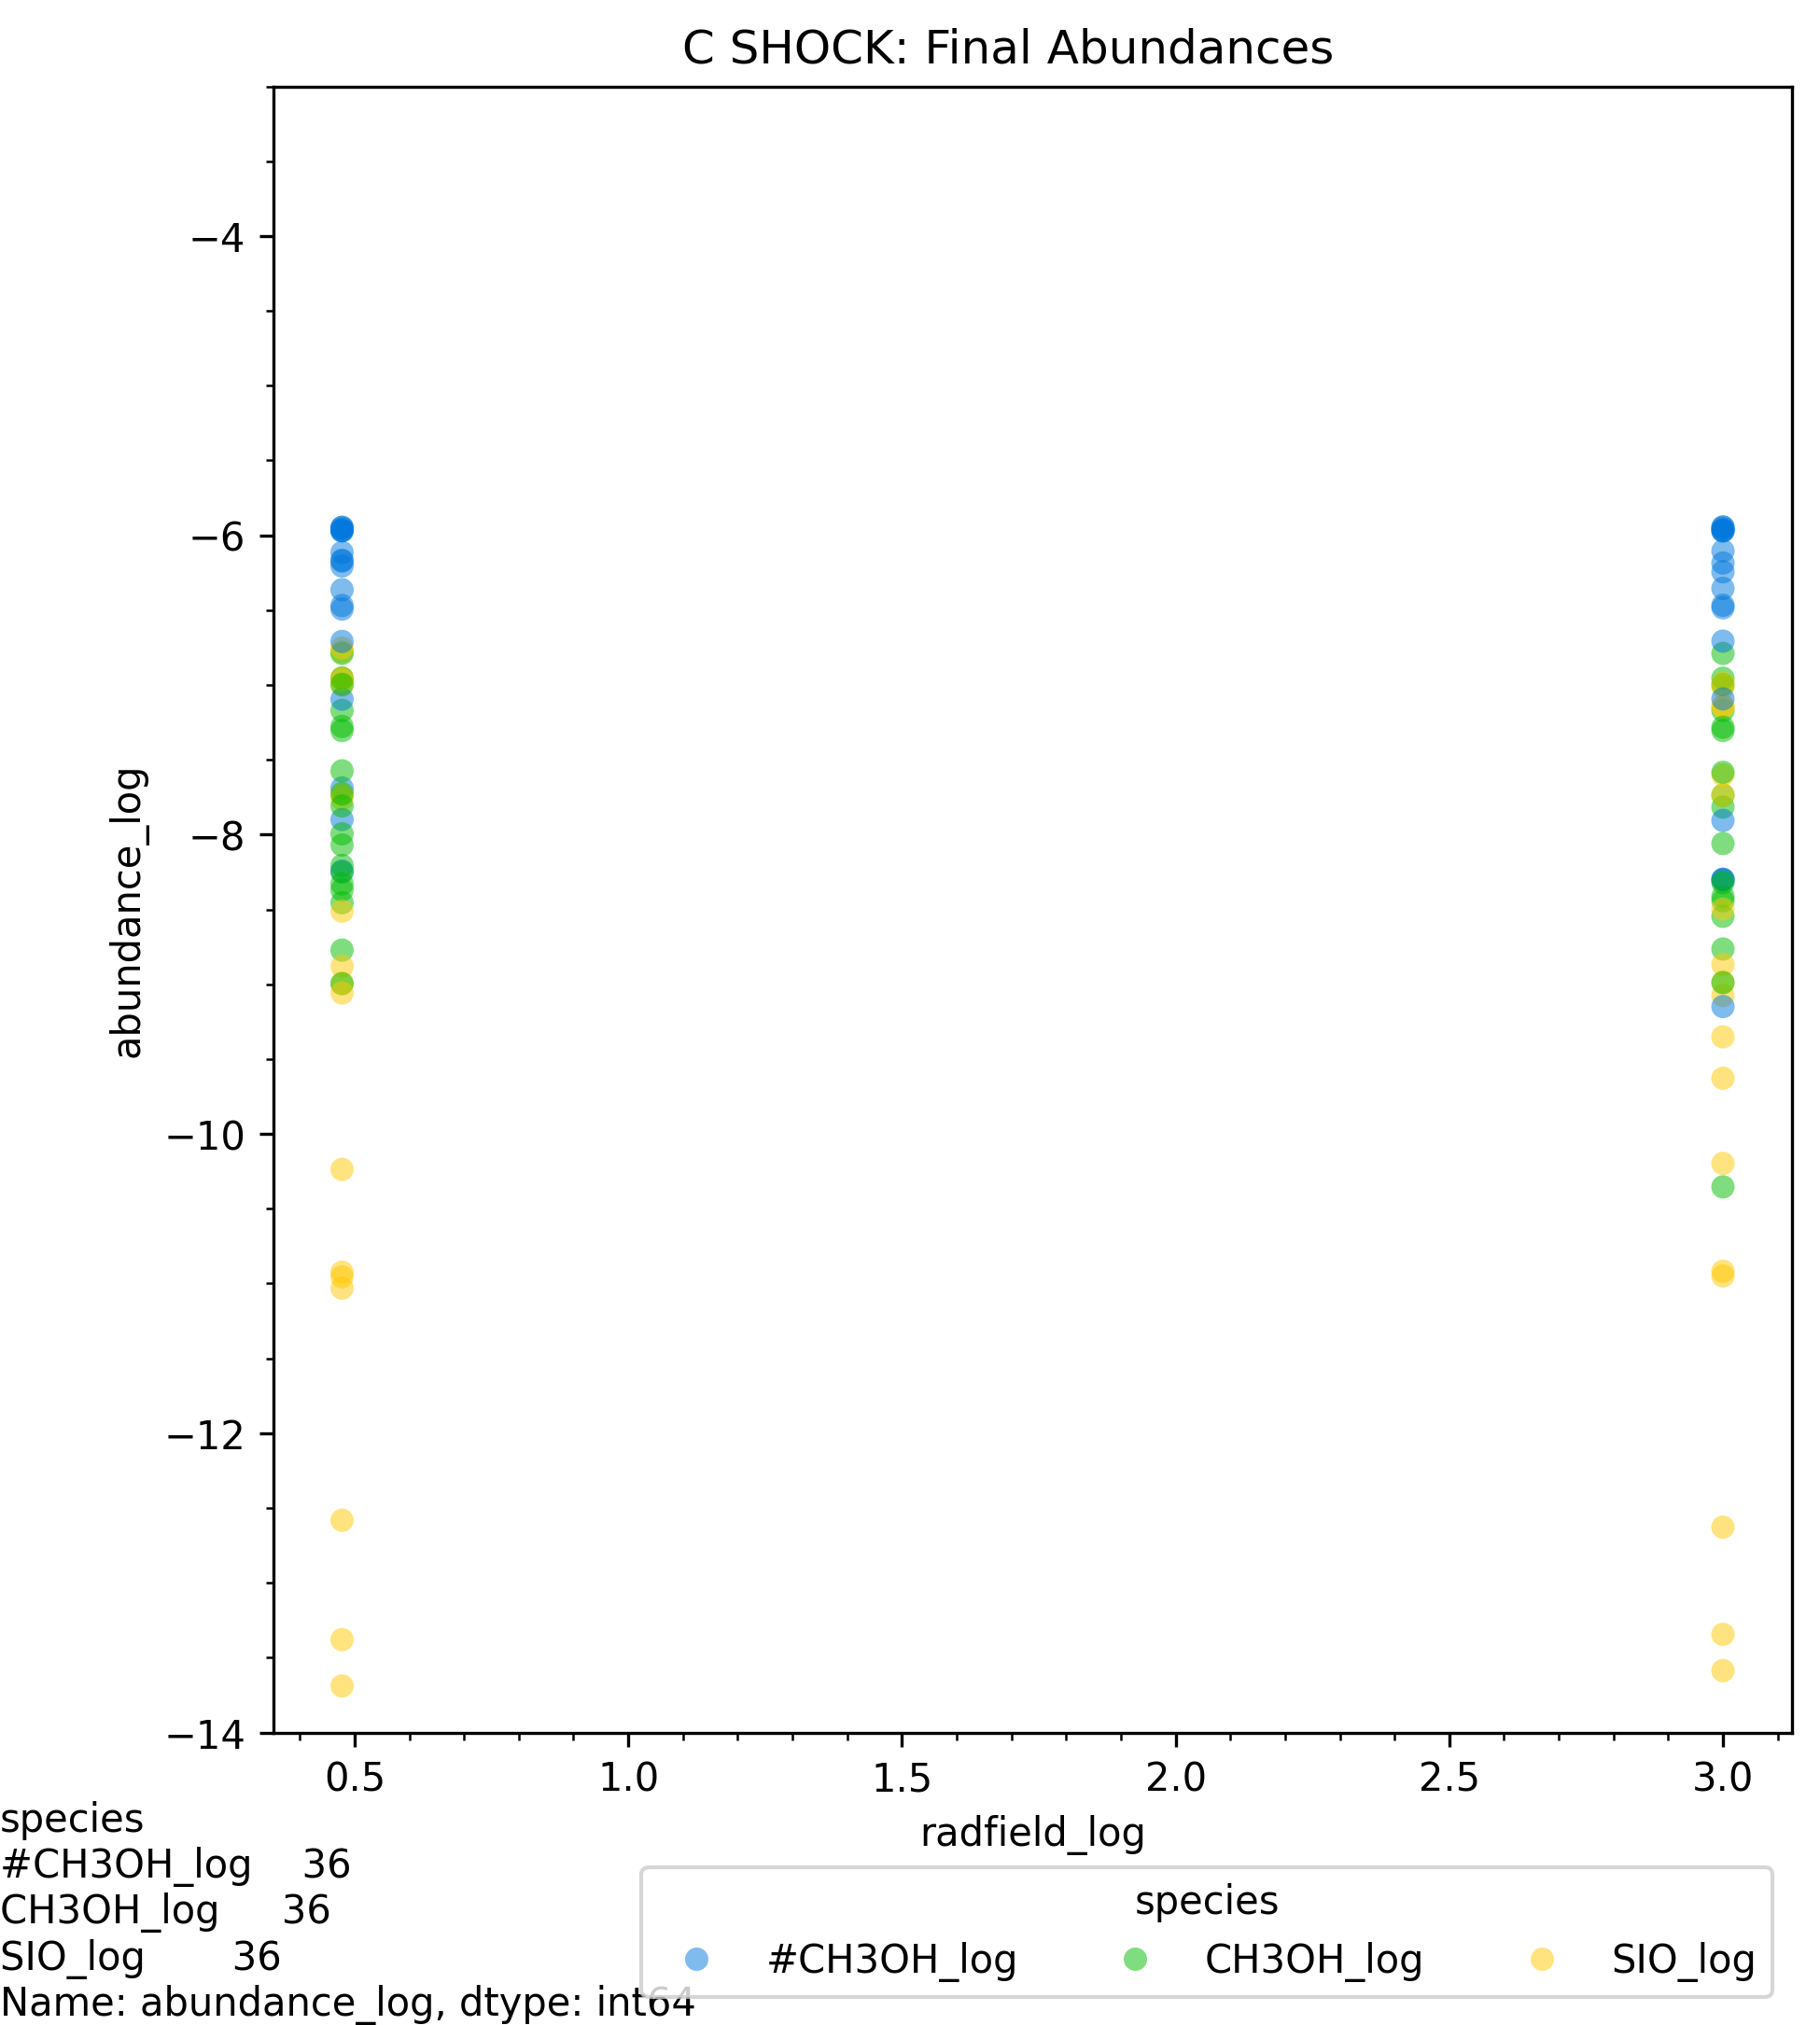 C SHOCK: Final Abundances
abundance_log
−4
−6
−8
−10
−12
−14
0.5 1.0 1.5 2.0 2.5 3.0
radfield_log
species
#CH3OH_log 36
CH3OH_log 36
SIO_log 36
Name: abundance_log, dtype: int64
species
#CH3OH_log CH3OH_log SIO_log